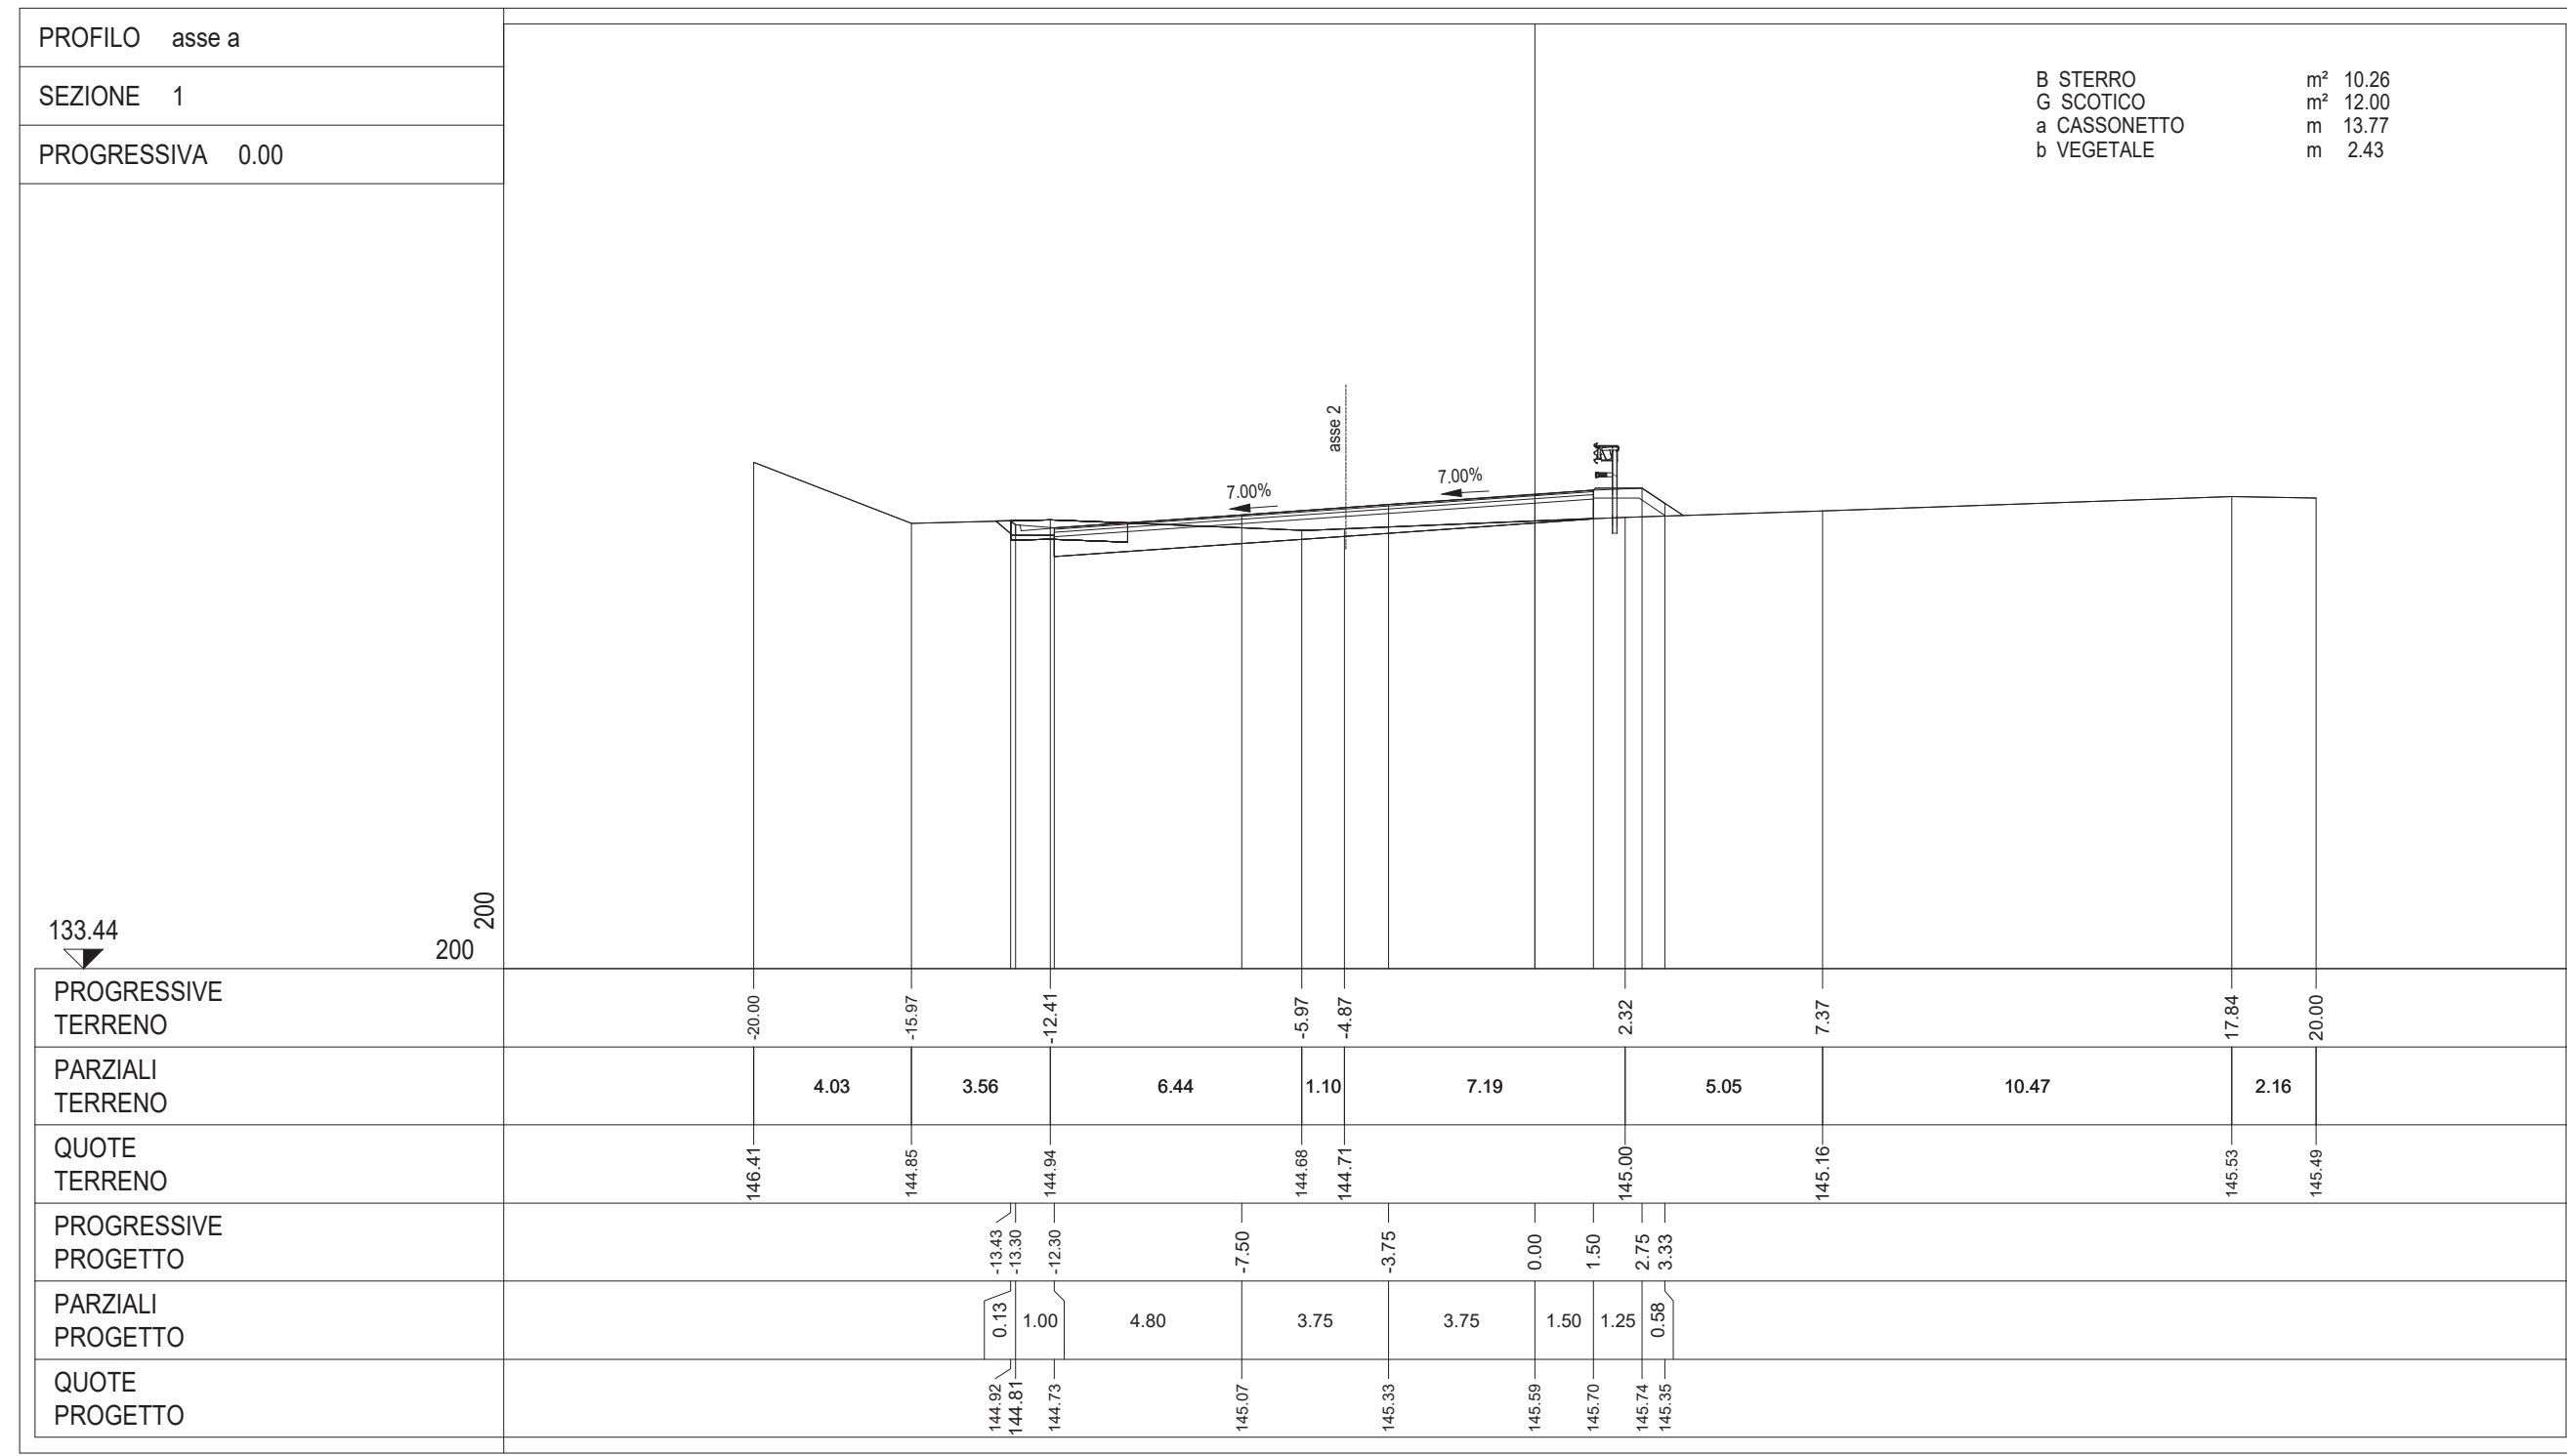 PROFILO asse a
SEZIONE 1
PROGRESSIVA 0.00
B STERRO m² 10.26
G SCOTICO m² 12.00
a CASSONETTO m 13.77
b VEGETALE m 2.43
asse 2
7.00%
7.00%
133.44
200
200
PROGRESSIVE
TERRENO
-20.00 -15.97 -12.41 -5.97 -4.87 2.32 7.37 17.84 20.00
PARZIALI
TERRENO
4.03 3.56 6.44 1.10 7.19 5.05 10.47 2.16
QUOTE
TERRENO
146.41 144.85 144.94 144.68 144.71 145.00 145.16 145.53 145.49
PROGRESSIVE
PROGETTO
-13.43 -13.30 -12.30 -7.50 -3.75 0.00 1.50 2.75 3.33
PARZIALI
PROGETTO
0.13 1.00 4.80 3.75 3.75 1.50 1.25 0.58
QUOTE
PROGETTO
144.92 144.81 144.73 145.07 145.33 145.59 145.70 145.74 145.35